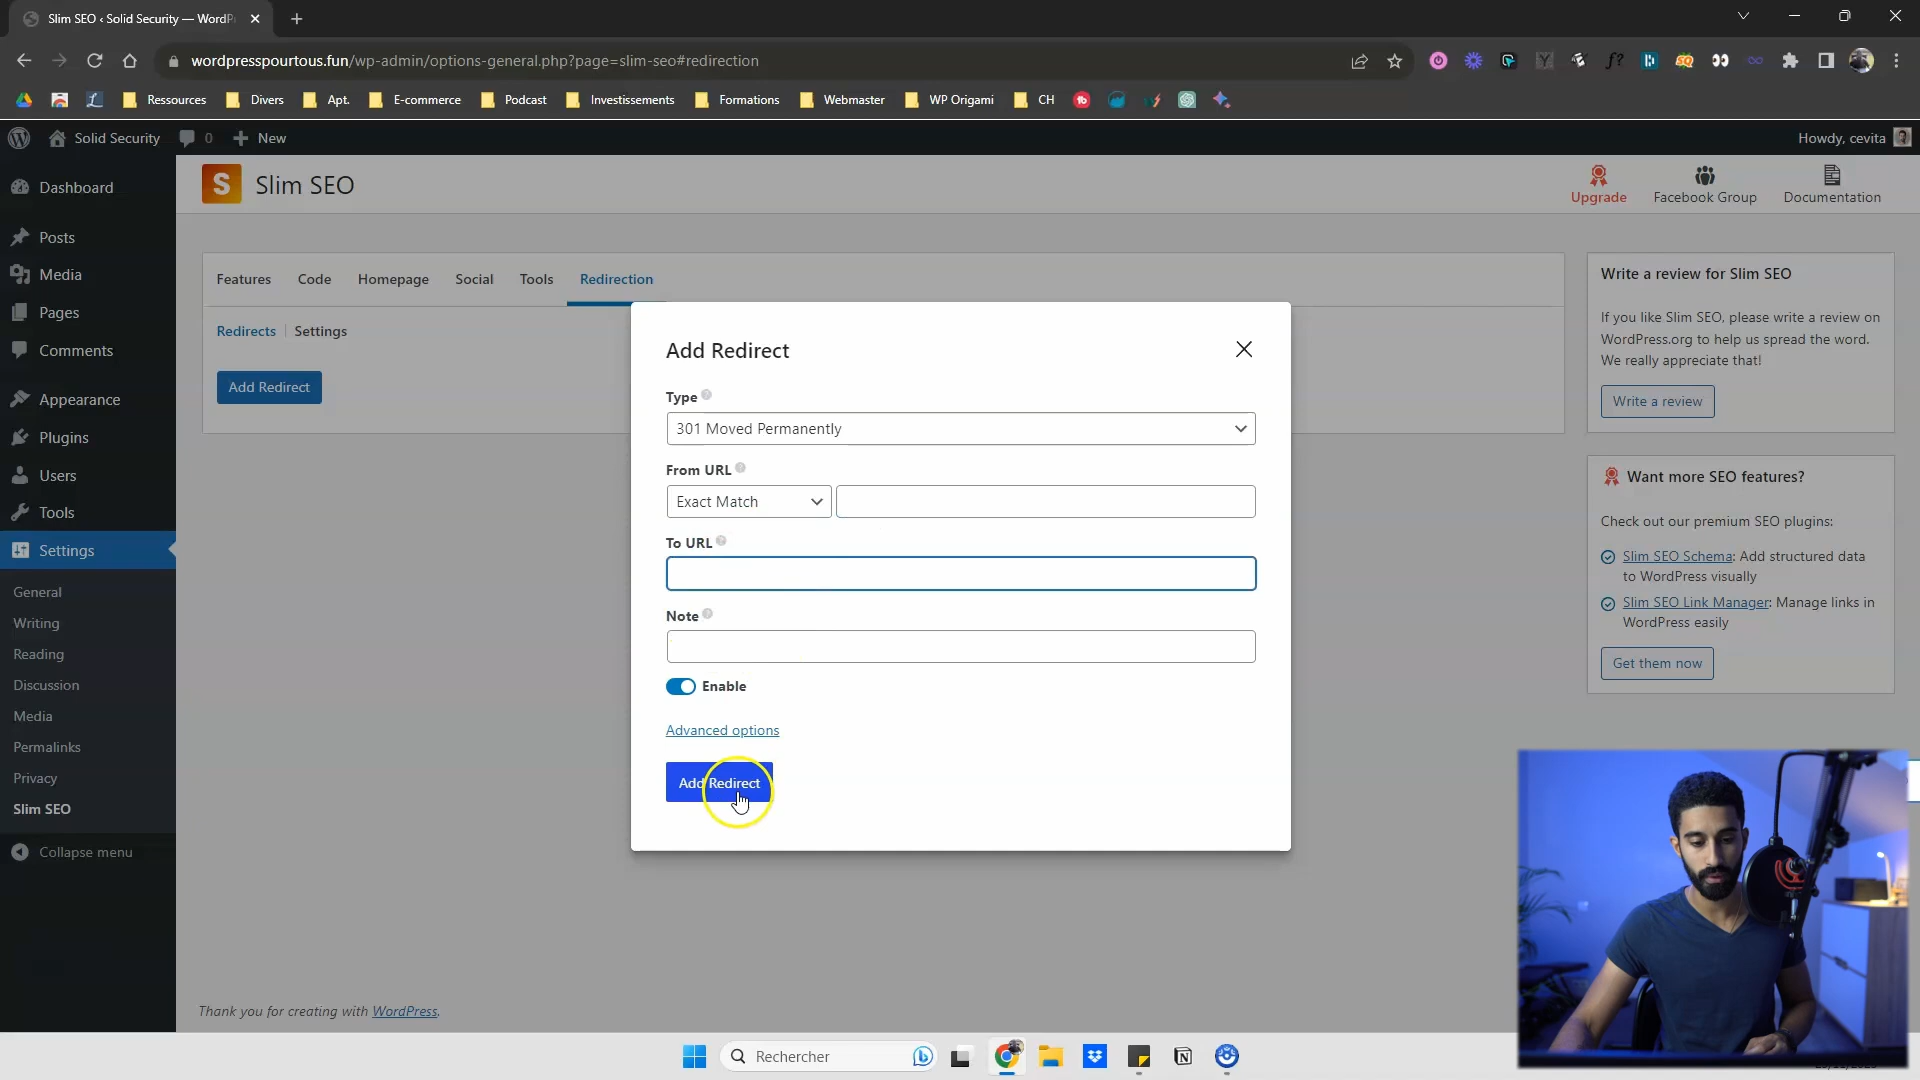 Slim SEO ‹ Solid Security — WordP
wordpresspourtous.fun/wp-admin/options-general.php?page=slim-seo#redirection
Ressources
Divers
Apt.
E-commerce
Podcast
Investissements
Formations
Webmaster
WP Origami
CH
Solid Security
0
New
Howdy, cevita
Dashboard
Posts
Media
Pages
Comments
Appearance
Plugins
Users
Tools
Settings
General
Writing
Reading
Discussion
Media
Permalinks
Privacy
Slim SEO
Collapse menu
S
Slim SEO
Upgrade
Facebook Group
Documentation
Features
Code
Homepage
Social
Tools
Redirection
Redirects
Settings
Add Redirect
Add Redirect
Type
301 Moved Permanently
From URL
Exact Match
To URL
Note
Enable
Advanced options
Add Redirect
Write a review for Slim SEO
If you like Slim SEO, please write a review on
WordPress.org to help us spread the word.
We really appreciate that!
Write a review
Want more SEO features?
Check out our premium SEO plugins:
Slim SEO Schema: Add structured data
to WordPress visually
Slim SEO Link Manager: Manage links in
WordPress easily
Get them now
Thank you for creating with WordPress.
Rechercher